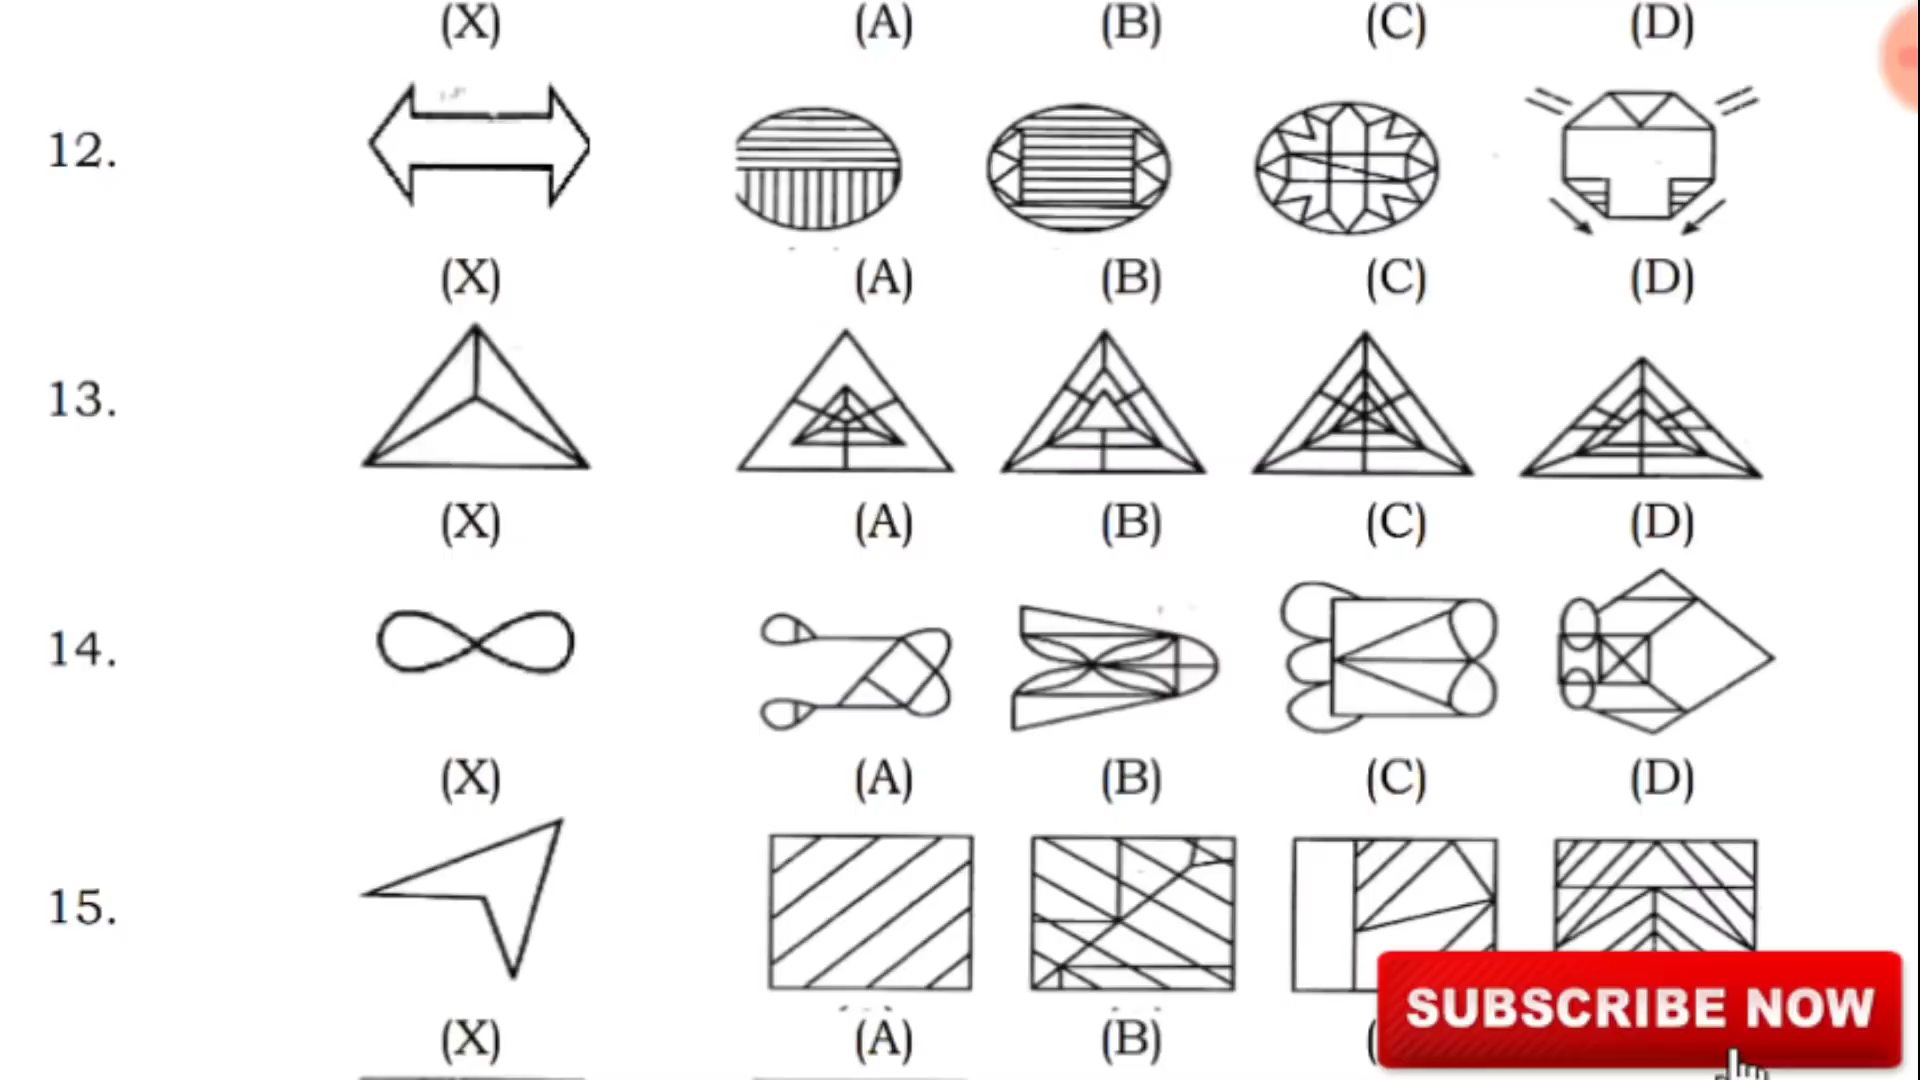 (X) (A) (B) (C) (D)
12.
(X) (A) (B) (C) (D)
13.
(X) (A) (B) (C) (D)
14.
(X) (A) (B) (C) (D)
15.
SUBSCRIBE NOW
(X) (A) (B) (